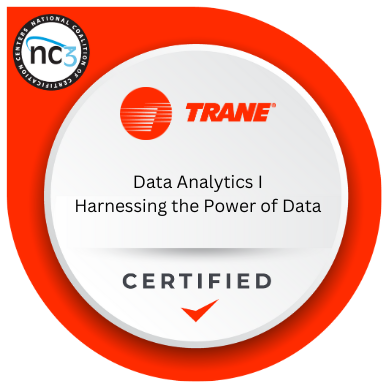 NATIONAL COALITION OF CERTIFICATION CENTERS
nc3
TRANE®
Data Analytics I
Harnessing the Power of Data
CERTIFIED